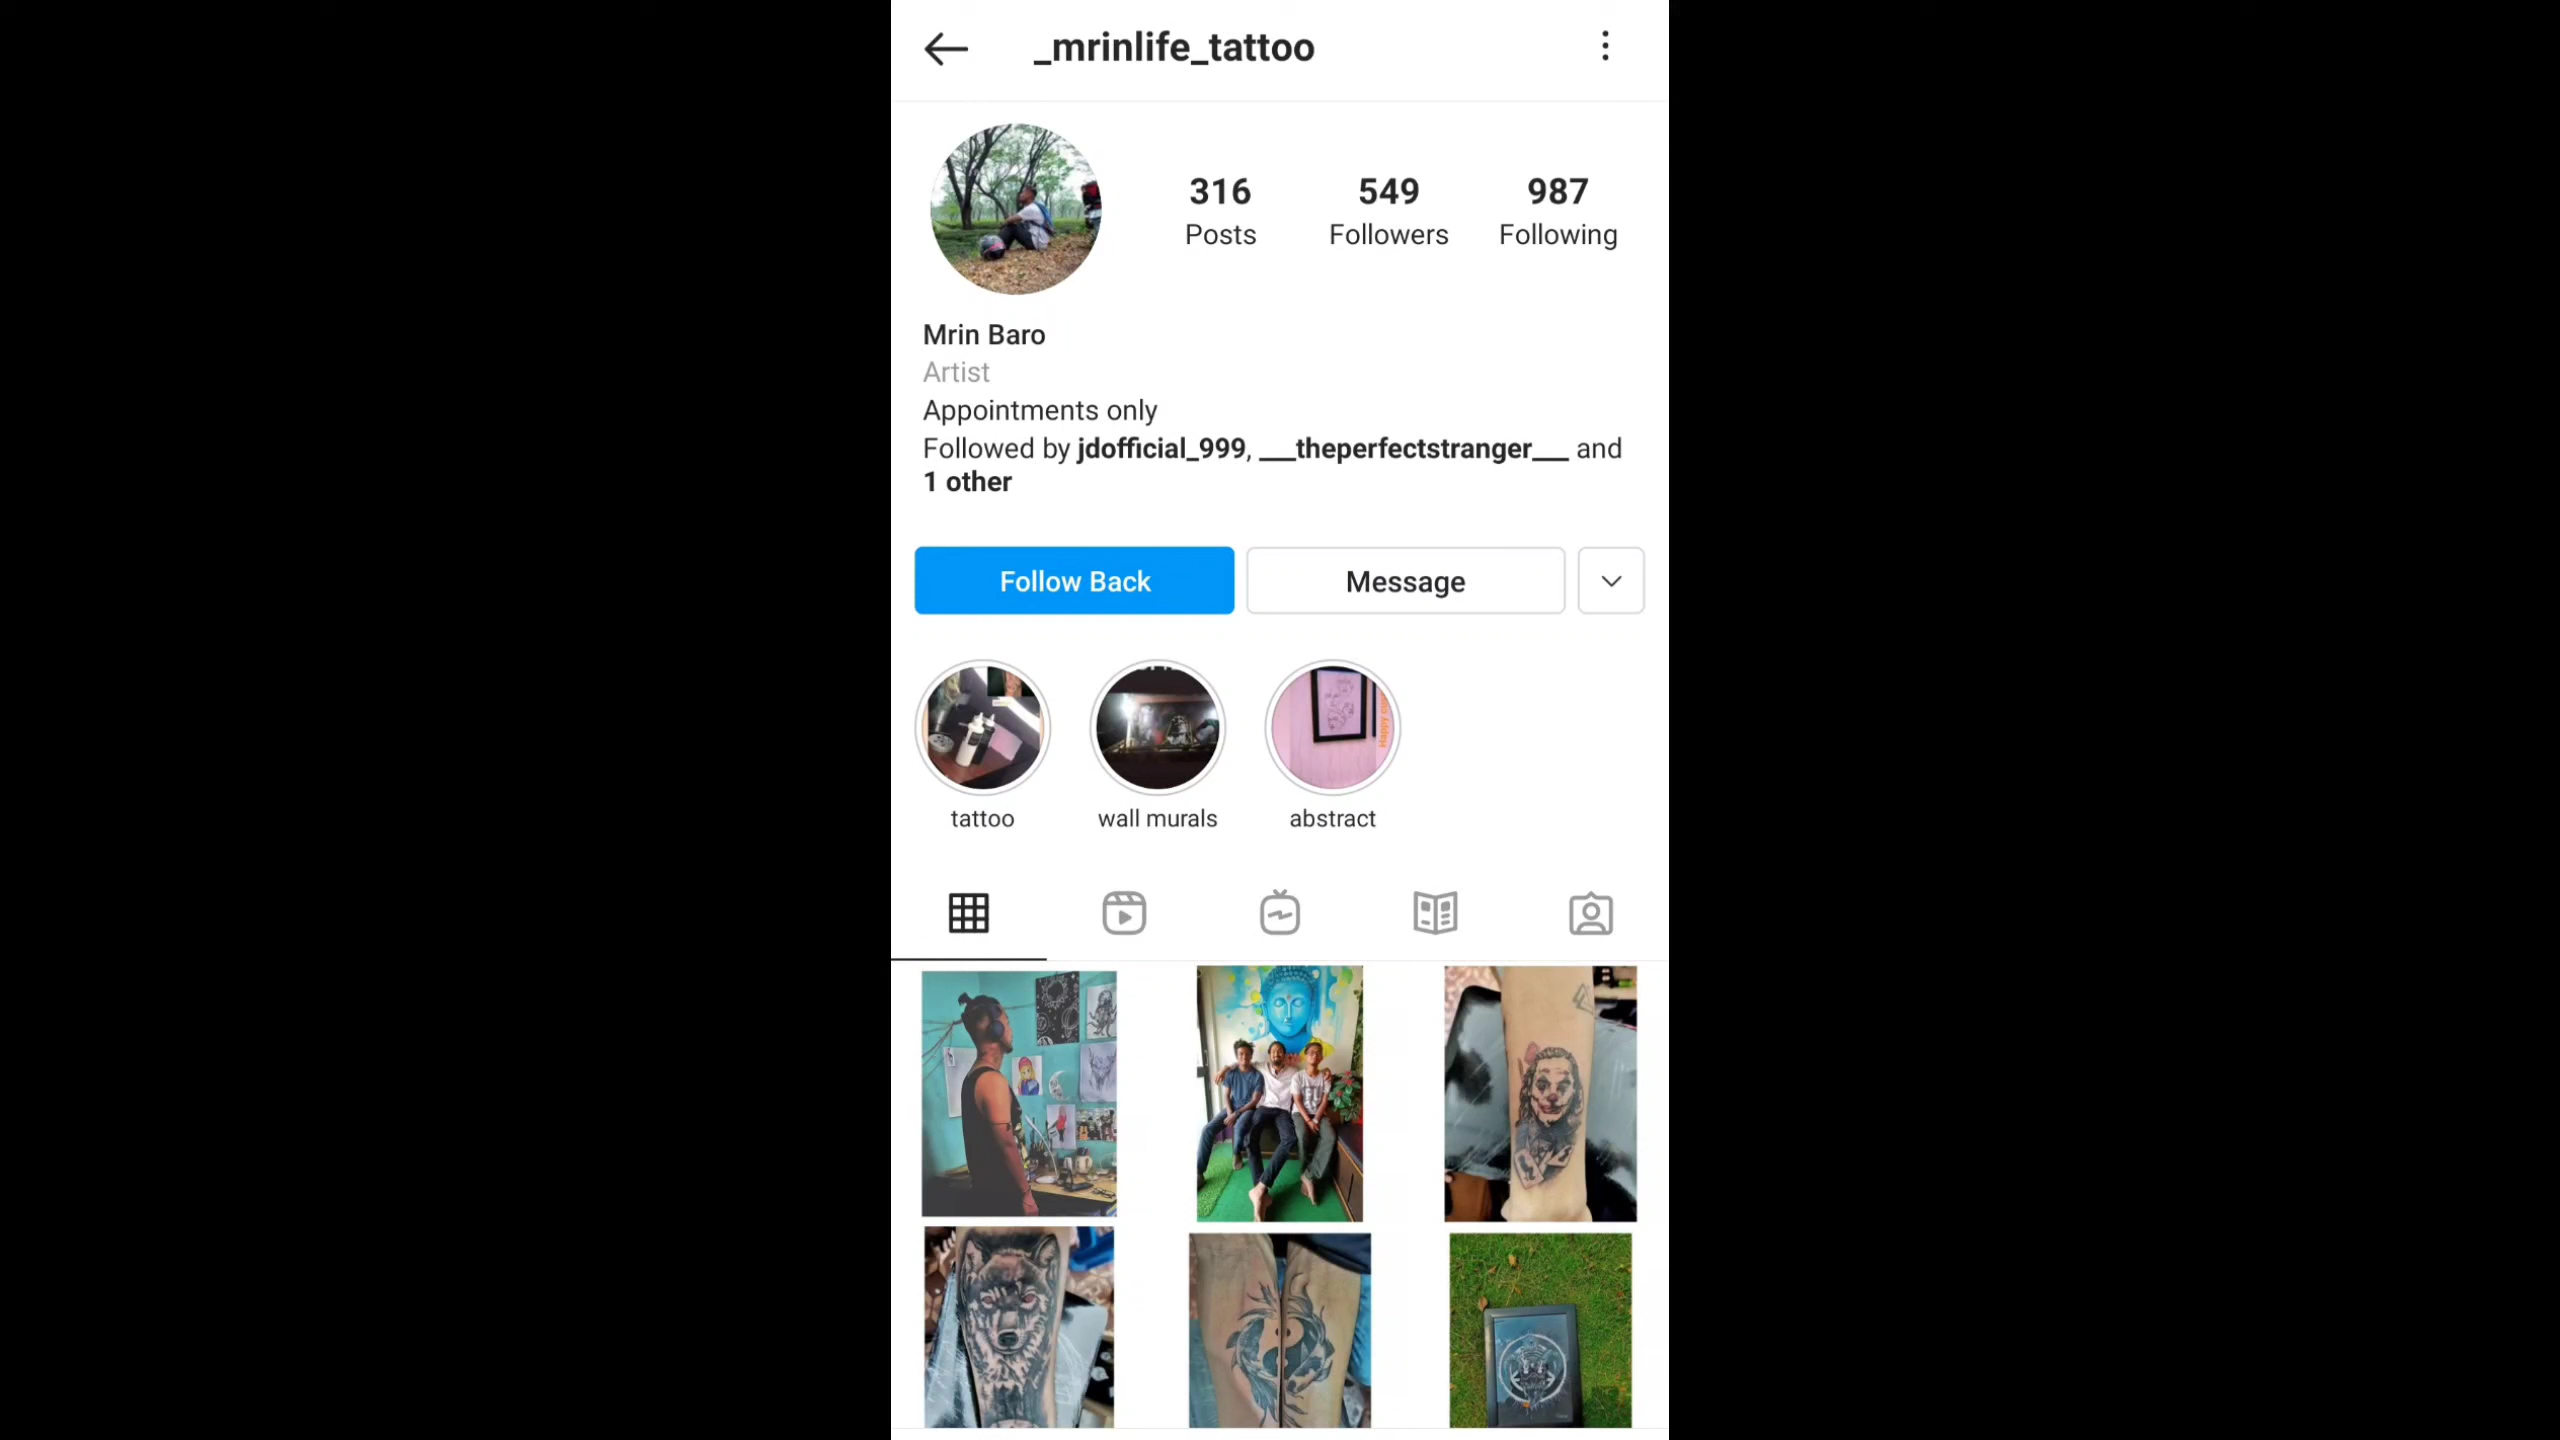 _mrinlife_tattoo
316
549
987
Posts
Followers
Following
Mrin Baro
Artist
Appointments only
Followed by jdofficial_999, ___theperfectstranger___ and
1 other
Follow Back
Message
tattoo
wall murals
abstract